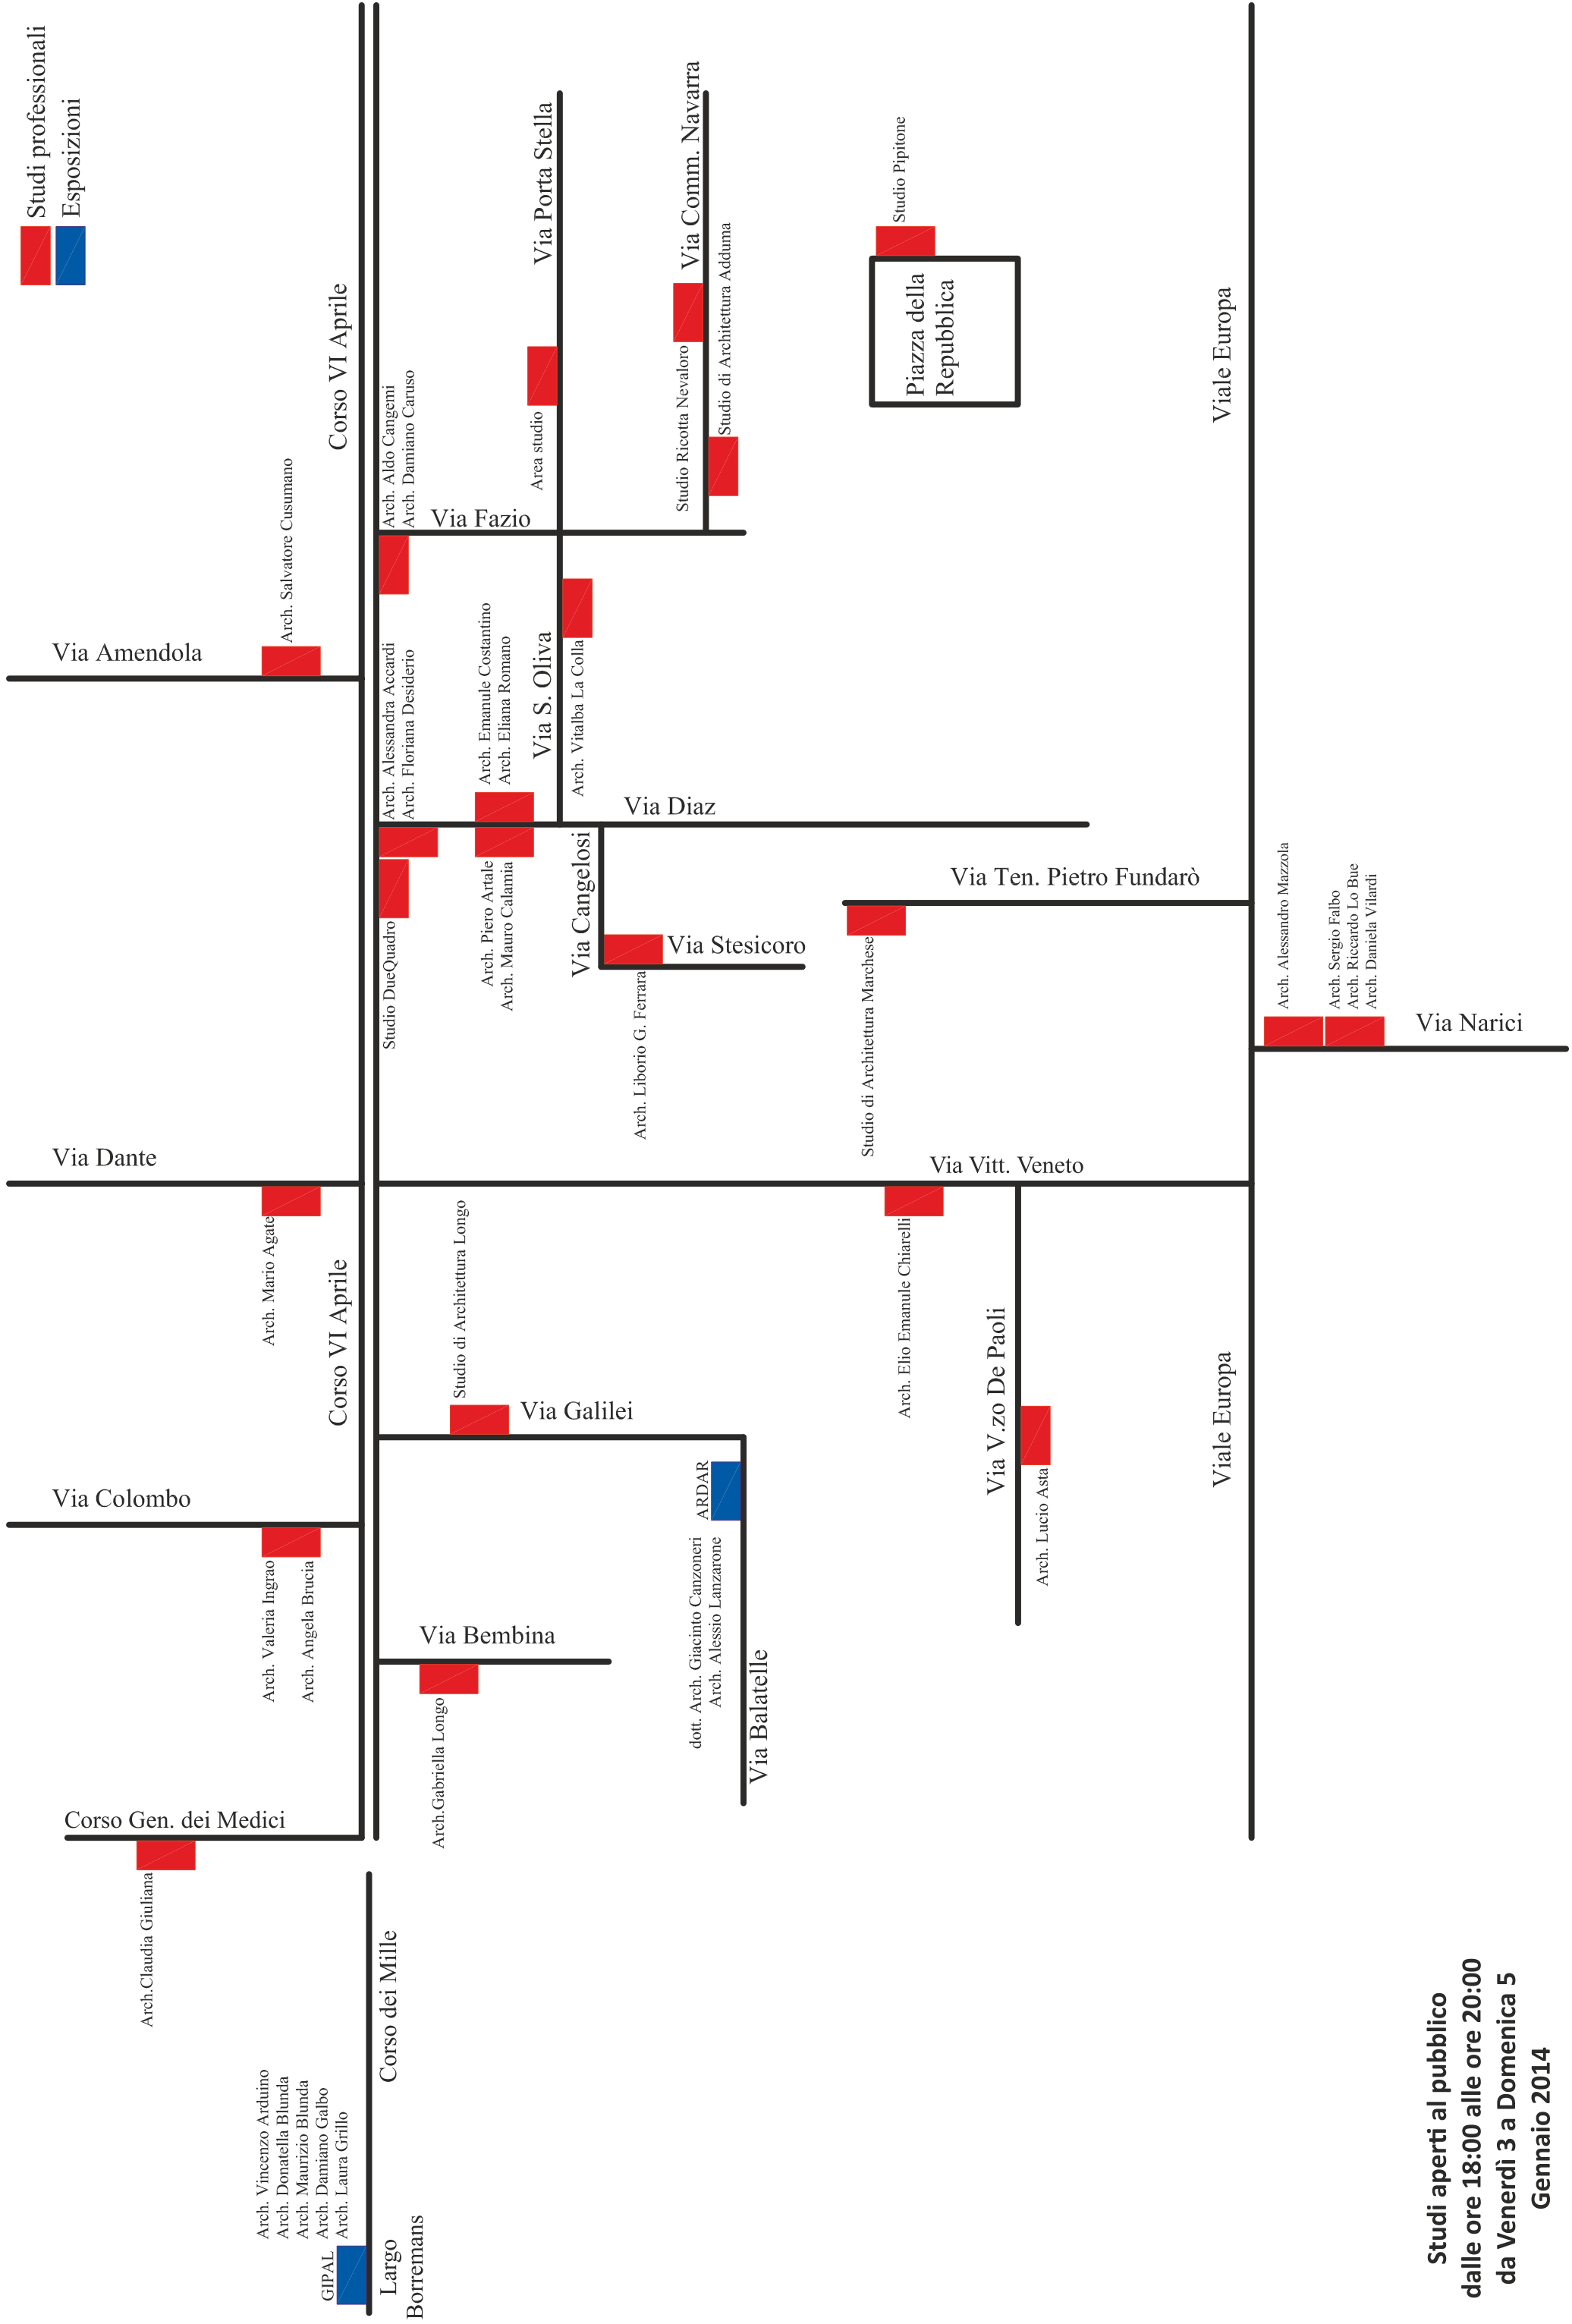 Studi professionali
Esposizioni
Corso VI Aprile
Via Porta Stella
Via Comm. Navarra
Studio Pipitone
Piazza della
Repubblica
Viale Europa
Arch. Aldo Cangemi
Arch. Damiano Caruso
Area studio
Studio Ricotta Nevaloro
Studio di Architettura Adduma
Via Fazio
Arch. Salvatore Cusumano
Via Amendola
Arch. Alessandra Accardi
Arch. Floriana Desiderio
Arch. Emanule Costantino
Arch. Eliana Romano
Via S. Oliva
Arch. Vitalba La Colla
Via Diaz
Studio DueQuadro
Arch. Piero Artale
Arch. Mauro Calamia
Via Cangelosi
Via Stesicoro
Arch. Liborio G. Ferrara
Via Ten. Pietro Fundarò
Studio di Architettura Marchese
Arch. Alessandro Mazzola
Arch. Sergio Falbo
Arch. Riccardo Lo Bue
Arch. Daniela Vilardi
Via Narici
Via Dante
Arch. Mario Agate
Via Vitt. Veneto
Arch. Elio Emanule Chiarelli
Corso VI Aprile
Studio di Architettura Longo
Via Galilei
Via V.zo De Paoli
Arch. Lucio Asta
Viale Europa
Via Colombo
Arch. Valeria Ingrao
Arch. Angela Brucia
ARDAR
dott. Arch. Giacinto Canzoneri
Arch. Alessio Lanzarone
Via Balatelle
Via Bembina
Arch.Gabriella Longo
Corso Gen. dei Medici
Arch.Claudia Giuliana
Corso dei Mille
Arch. Vincenzo Arduino
Arch. Donatella Blunda
Arch. Maurizio Blunda
Arch. Damiano Galbo
Arch. Laura Grillo
GIPAL
Largo
Borremans
Studi aperti al pubblico
dalle ore 18:00 alle ore 20:00
da Venerdì 3 a Domenica 5
Gennaio 2014